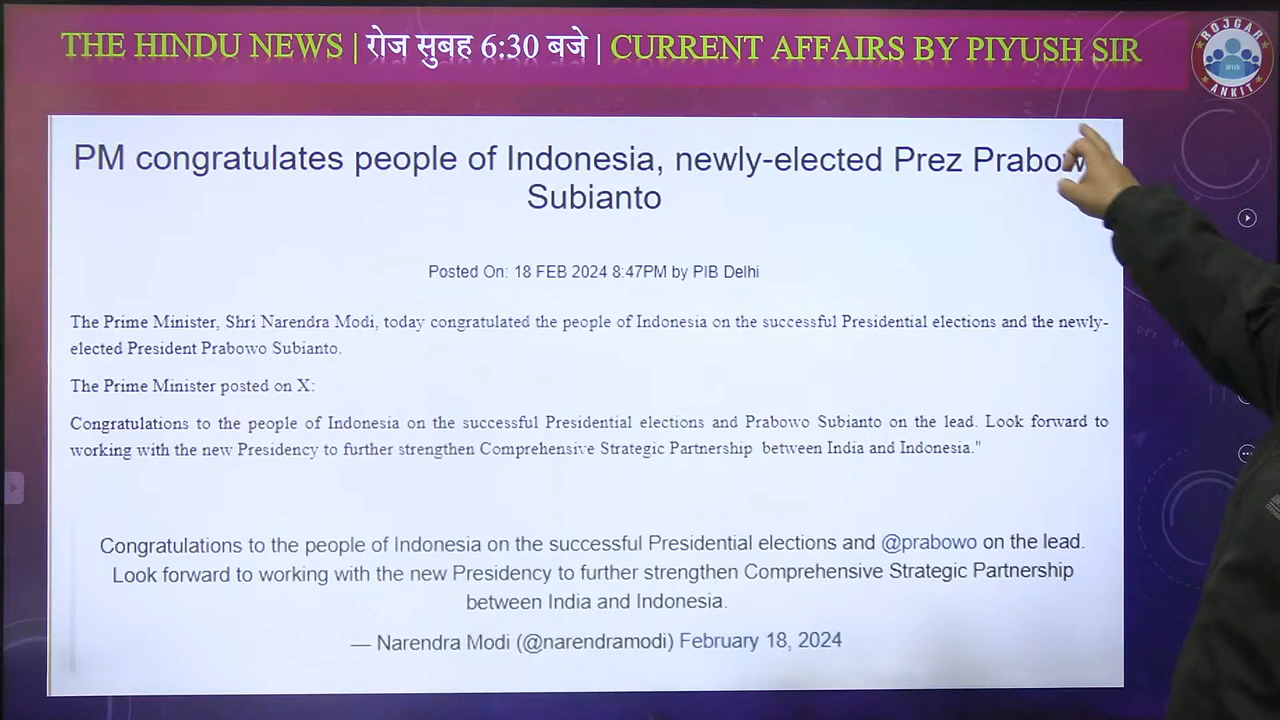 THE HINDU NEWS | रोज सुबह 6:30 बजे | CURRENT AFFAIRS BY PIYUSH SIR
ROJGAR
With
ANKIT
PM congratulates people of Indonesia, newly-elected Prez
Subianto
Posted On: 18 FEB 2024 8:47PM by PIB Delhi
The Prime Minister, Shri Narendra Modi, today congratulated the people of Indonesia on the successful Presidential elections and the newly-
elected President Prabowo Subianto.
The Prime Minister posted on X:
Congratulations to the people of Indonesia on the successful Presidential elections and Prabowo Subianto on the lead. Look forward to
working with the new Presidency to further strengthen Comprehensive Strategic Partnership between India and Indonesia."
Congratulations to the people of Indonesia on the successful Presidential elections and @prabowo on the lead.
Look forward to working with the new Presidency to further strengthen Comprehensive Strategic Partnership
between India and Indonesia.
— Narendra Modi (@narendramodi) February 18, 2024